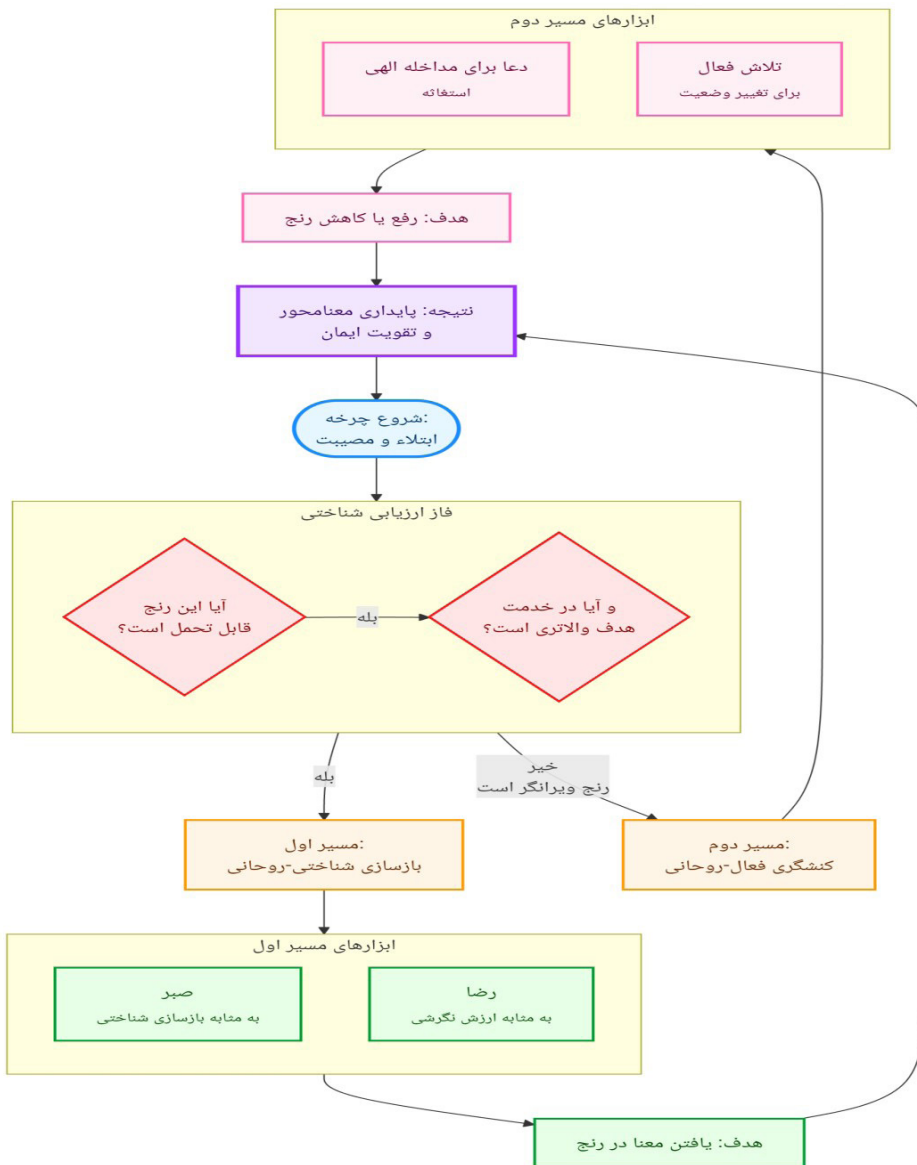 ابزارهای مسیر دوم
تلاش فعال
برای تغییر وضعیت
دعا برای مداخله الهی
استغاثه
هدف: رفع یا کاهش رنج
نتیجه: پایداری معنامحور
و تقویت ایمان
شروع چرخه:
ابتلاء و مصیبت
فاز ارزیابی شناختی
آیا این رنج
قابل تحمل است؟
بله
و آیا در خدمت
هدف والاتری است؟
بله
خیر
رنج ویرانگر است
مسیر اول:
بازسازی شناختی-روحانی
مسیر دوم:
کنشگری فعال-روحانی
ابزارهای مسیر اول
صبر
به مثابه بازسازی شناختی
رضا
به مثابه ارزش نگرشی
هدف: یافتن معنا در رنج